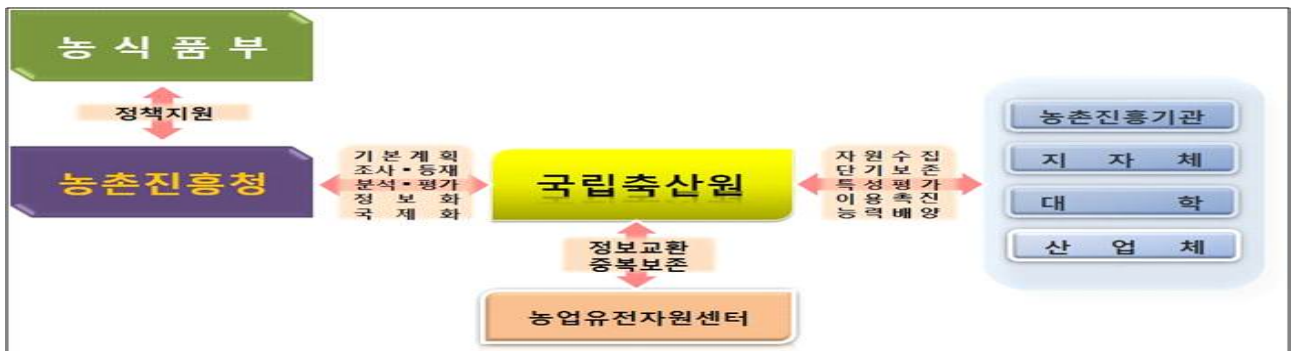 농 식 품 부
정책지원
농촌진흥청
기 본 계 획
조사·등재
분석·평가
정 보 화
국 제 화
국립축산원
자 원 수 집
단 기 보 존
특 성 평 가
이 용 촉 진
능 력 배 양
농촌진흥기관
지 자 체
대 학
산 업 체
정보교환
중복보존
농업유전자원센터